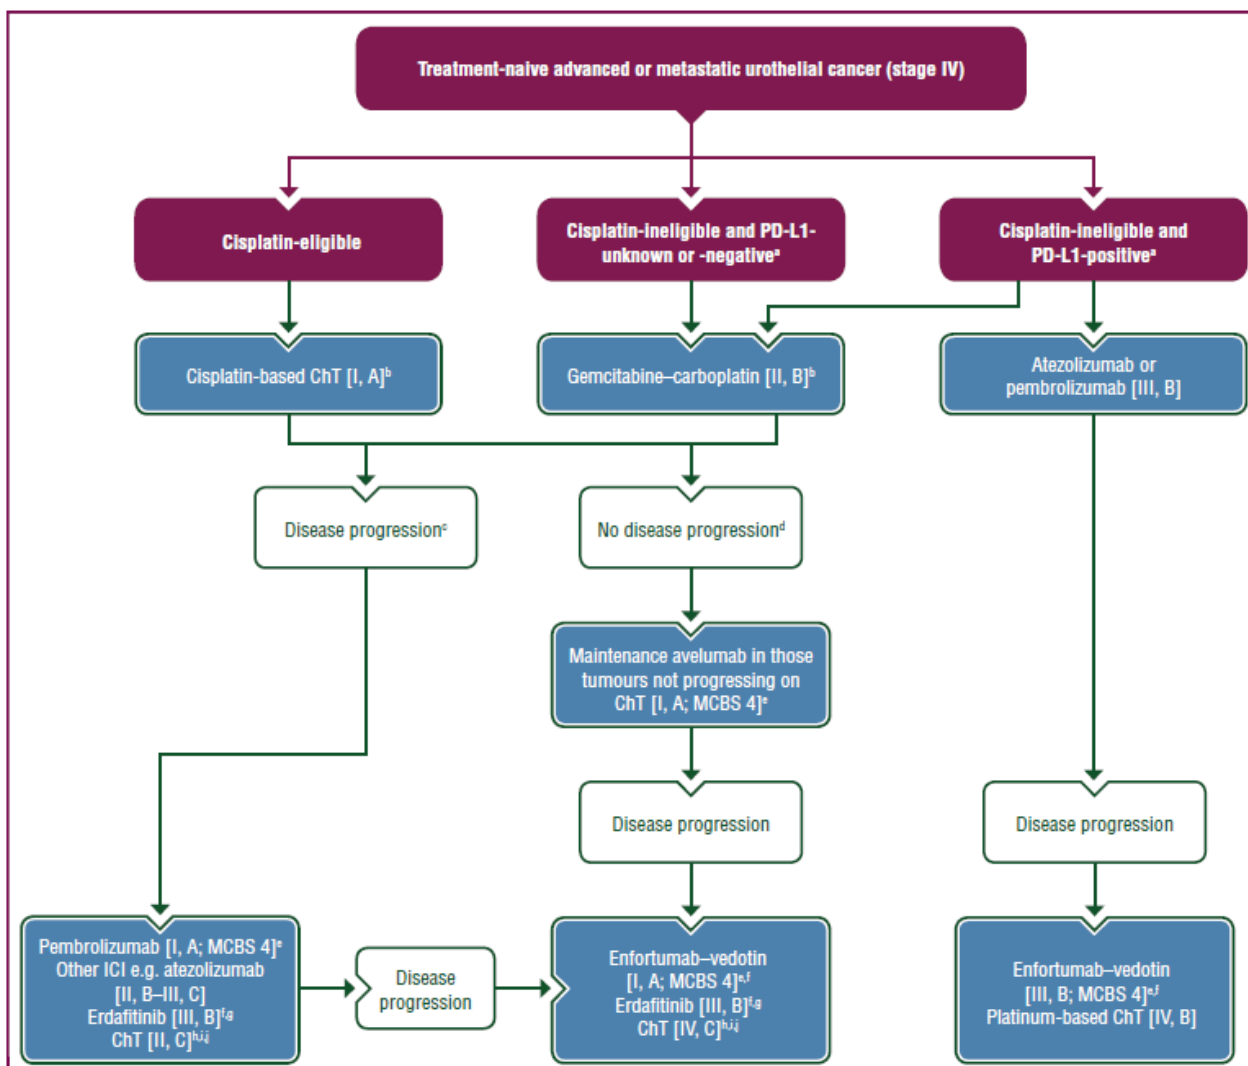 Treatment-naive advanced or metastatic urothelial cancer (stage IV)
Cisplatin-eligible
Cisplatin-ineligible and PD-L1-
unknown or -negativeᵃ
Cisplatin-ineligible and
PD-L1-positiveᵃ
Cisplatin-based ChT [I, A]ᵇ
Gemcitabine–carboplatin [II, B]ᵇ
Atezolizumab or
pembrolizumab [III, B]
Disease progressionᶜ
No disease progressionᵈ
Maintenance avelumab in those
tumours not progressing on
ChT [I, A; MCBS 4]ᵉ
Disease progression
Disease progression
Pembrolizumab [I, A; MCBS 4]ᵉ
Other ICI e.g. atezolizumab
[II, B–III, C]
Erdafitinib [III, B]ᶠ,ᵍ
ChT [II, C]ʰ,ⁱ,ʲ
Disease
progression
Enfortumab–vedotin
[I, A; MCBS 4]ᵉ,ᶠ
Erdafitinib [III, B]ᶠ,ᵍ
ChT [IV, C]ʰ,ⁱ,ʲ
Enfortumab–vedotin
[III, B; MCBS 4]ᵉ,ᶠ
Platinum-based ChT [IV, B]